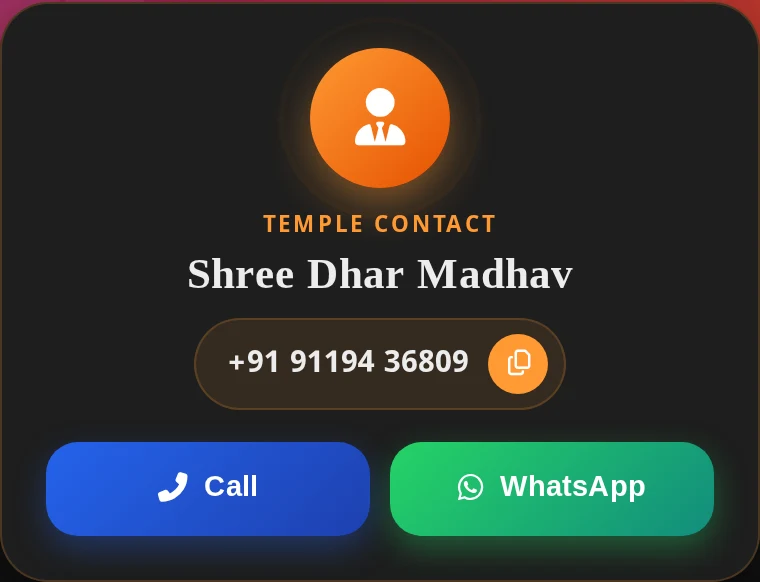 TEMPLE CONTACT
Shree Dhar Madhav
+91 91194 36809
Call
WhatsApp